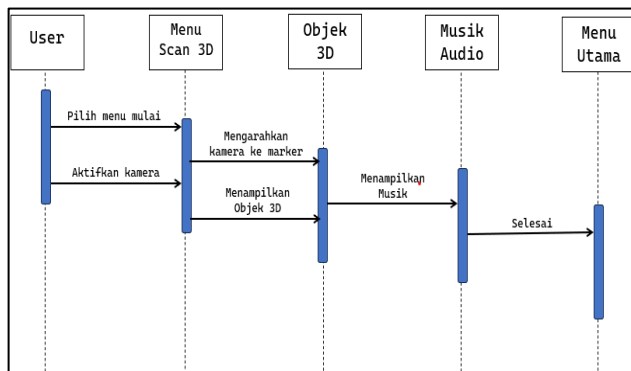 User
Menu
Scan 3D
Objek
3D
Musik
Audio
Menu
Utama
Pilih menu mulai
Mengarahkan
kamera ke marker
Aktifkan kamera
Menampilkan
Objek 3D
Menampilkan
Musik
Selesai